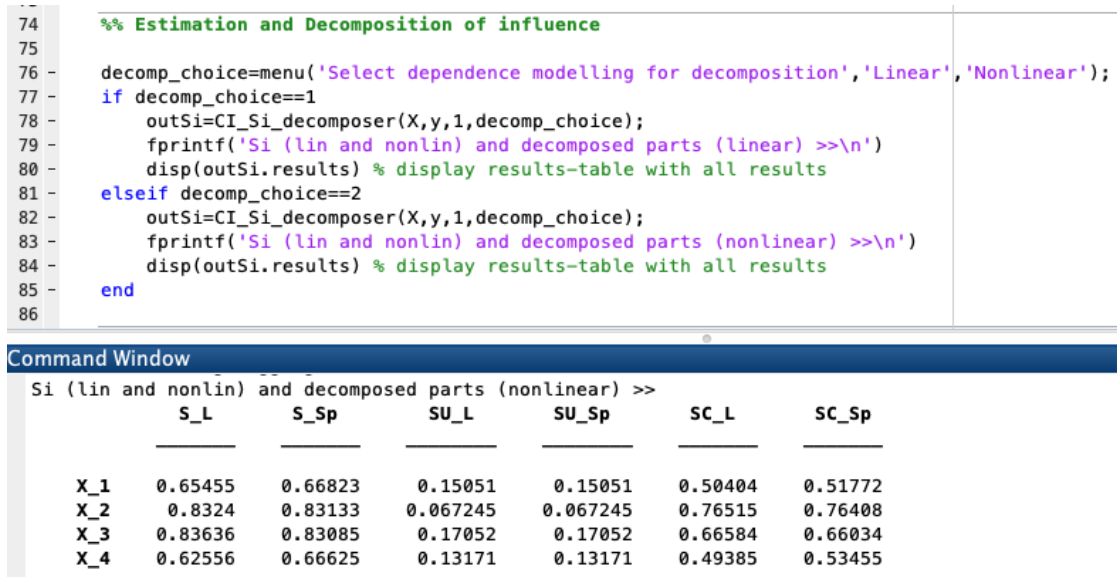 74 %% Estimation and Decomposition of influence
75
76 - decomp_choice=menu('Select dependence modelling for decomposition','Linear','Nonlinear');
77 - if decomp_choice==1
78 - outSi=CI_Si_decomposer(X,y,1,decomp_choice);
79 - fprintf('Si (lin and nonlin) and decomposed parts (linear) >>\n')
80 - disp(outSi.results) % display results-table with all results
81 - elseif decomp_choice==2
82 - outSi=CI_Si_decomposer(X,y,1,decomp_choice);
83 - fprintf('Si (lin and nonlin) and decomposed parts (nonlinear) >>\n')
84 - disp(outSi.results) % display results-table with all results
85 - end
86
Command Window
Si (lin and nonlin) and decomposed parts (nonlinear) >>
S_L S_Sp SU_L SU_Sp SC_L SC_Sp
X_1 0.65455 0.66823 0.15051 0.15051 0.50404 0.51772
X_2 0.8324 0.83133 0.067245 0.067245 0.76515 0.76408
X_3 0.83636 0.83085 0.17052 0.17052 0.66584 0.66034
X_4 0.62556 0.66625 0.13171 0.13171 0.49385 0.53455